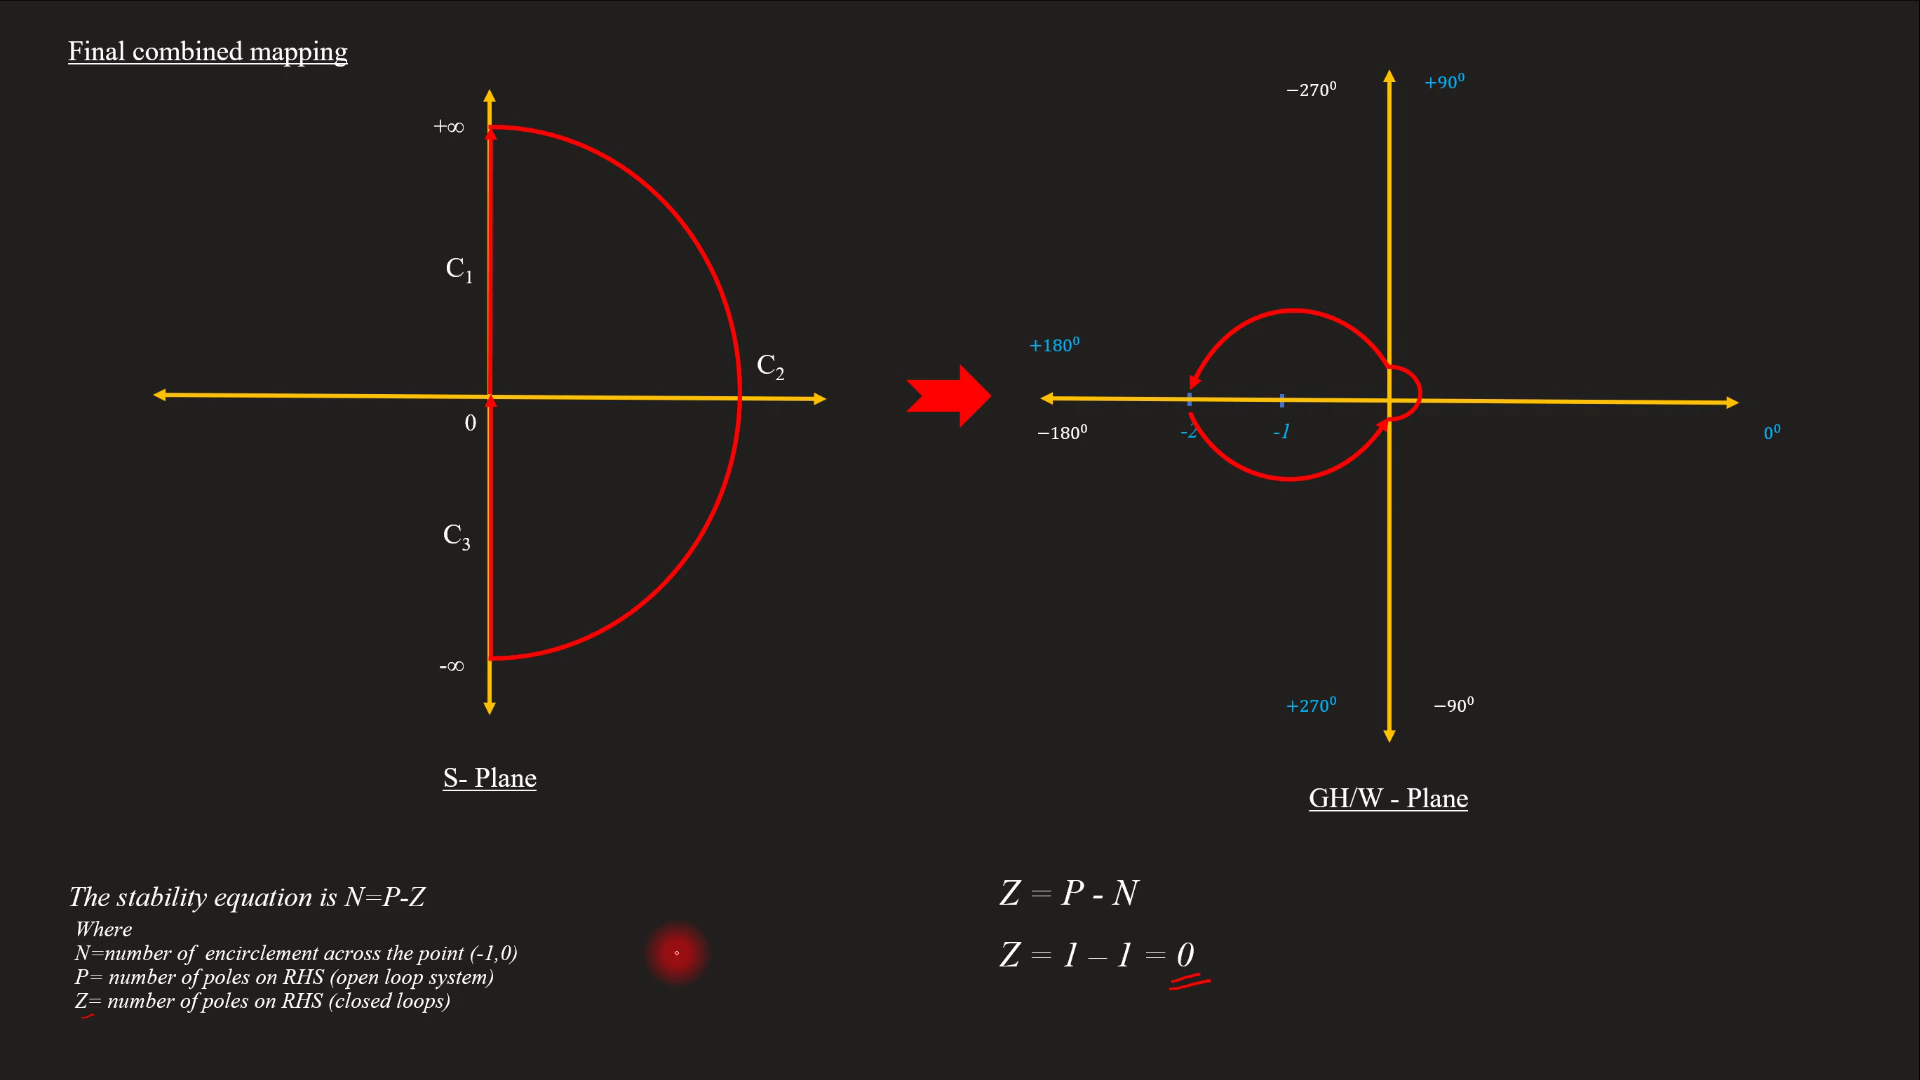 Final combined mapping
+∞
C₁
C₂
0
C₃
-∞
S- Plane
−270⁰
+90⁰
+180⁰
−180⁰
-2
-1
0⁰
+270⁰
−90⁰
GH/W - Plane
The stability equation is N=P-Z
Where
N=number of encirclement across the point (-1,0)
P= number of poles on RHS (open loop system)
Z= number of poles on RHS (closed loops)
Z = P - N
Z = 1 – 1 = 0